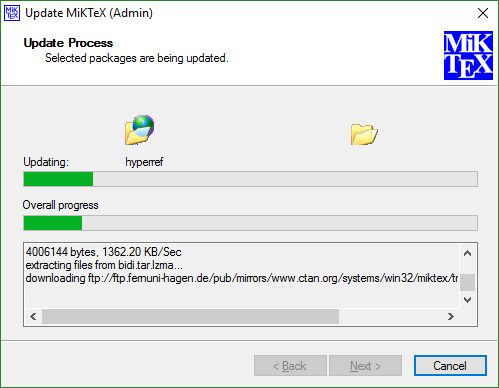 Update MiKTeX (Admin)
Update Process
Selected packages are being updated.
MiK
TEX
Updating: hyperref
Overall progress
4006144 bytes, 1362.20 KB/Sec
extracting files from bidi.tar.lzma...
downloading ftp://ftp.fernuni-hagen.de/pub/mirrors/www.ctan.org/systems/win32/miktex/tr
< Back
Next >
Cancel